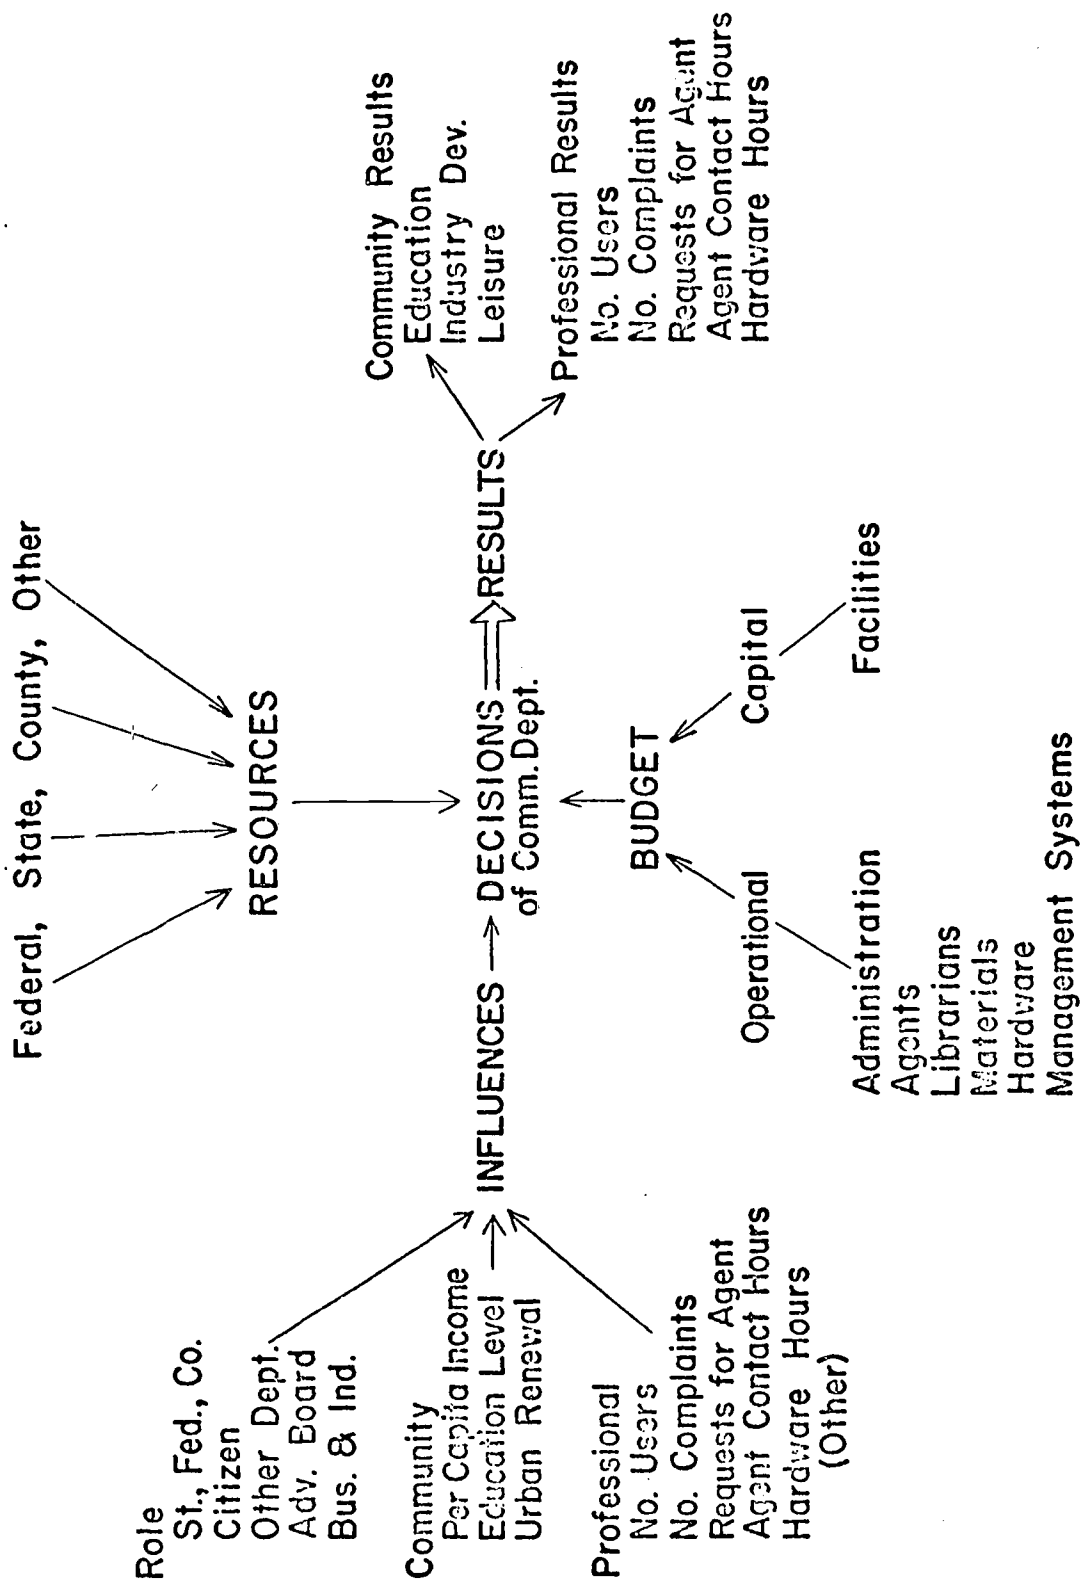 Federal, State, County, Other
RESOURCES
Role
St., Fed., Co.
Citizen
Other Dept.
Adv. Board
Bus. & Ind.
Community
Per Capita Income
Education Level
Urban Renewal
Professional
No. Users
No. Complaints
Requests for Agent
Agent Contact Hours
Hardware Hours
(Other)
INFLUENCES
DECISIONS
of Comm. Dept.
RESULTS
Community Results
Education
Industry Dev.
Leisure
Professional Results
No. Users
No. Complaints
Requests for Agent
Agent Contact Hours
Hardware Hours
BUDGET
Operational
Administration
Agents
Librarians
Materials
Hardware
Management Systems
Capital
Facilities